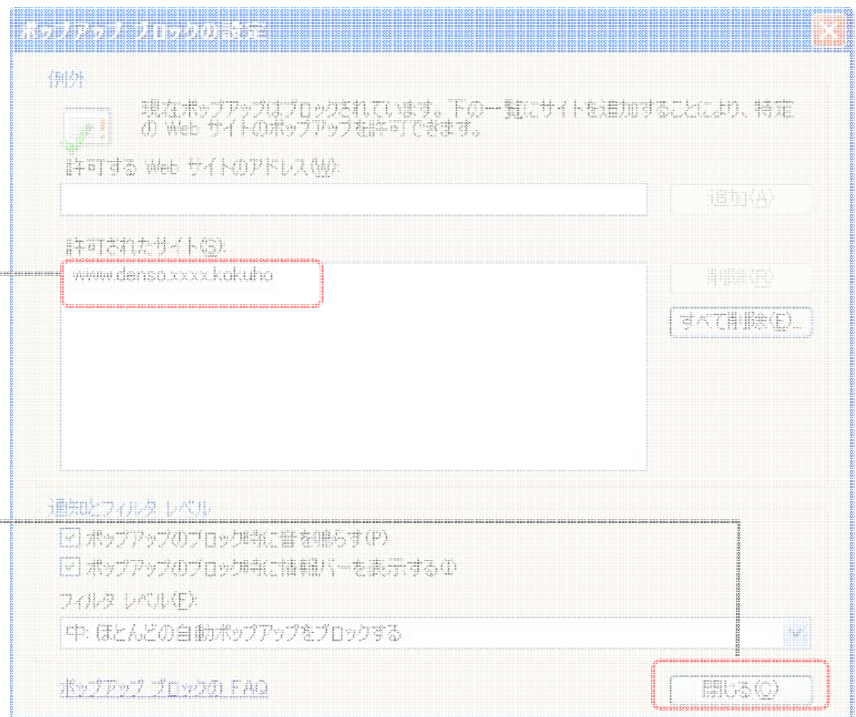 ポップアップ ブロックの設定
例外
現在ポップアップはブロックされています。下の一覧にサイトを追加することにより、特定
の Web サイトのポップアップを許可できます。
許可する Web サイトのアドレス(W):
追加(A)
許可されたサイト(S):
www.denso.xxxx.kokuho
削除(R)
すべて削除(E)...
通知とフィルタ レベル
ポップアップのブロック時に音を鳴らす(P)
ポップアップのブロック時に情報バーを表示する(I)
フィルタ レベル(F):
中: ほとんどの自動ポップアップをブロックする
ポップアップ ブロックの FAQ
閉じる(C)